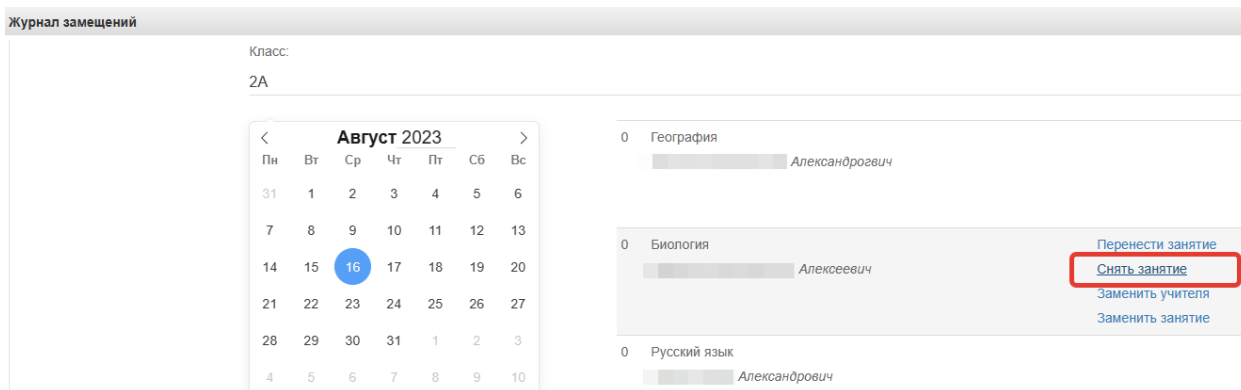 Журнал замещений
Класс:
2А
Август 2023
Пн Вт Ср Чт Пт Сб Вс
31 1 2 3 4 5 6
7 8 9 10 11 12 13
14 15 16 17 18 19 20
21 22 23 24 25 26 27
28 29 30 31 1 2 3
4 5 6 7 8 9 10
0 География
Александрогвич
0 Биология
Алексеевич
Перенести занятие
Снять занятие
Заменить учителя
Заменить занятие
0 Русский язык
Александрович